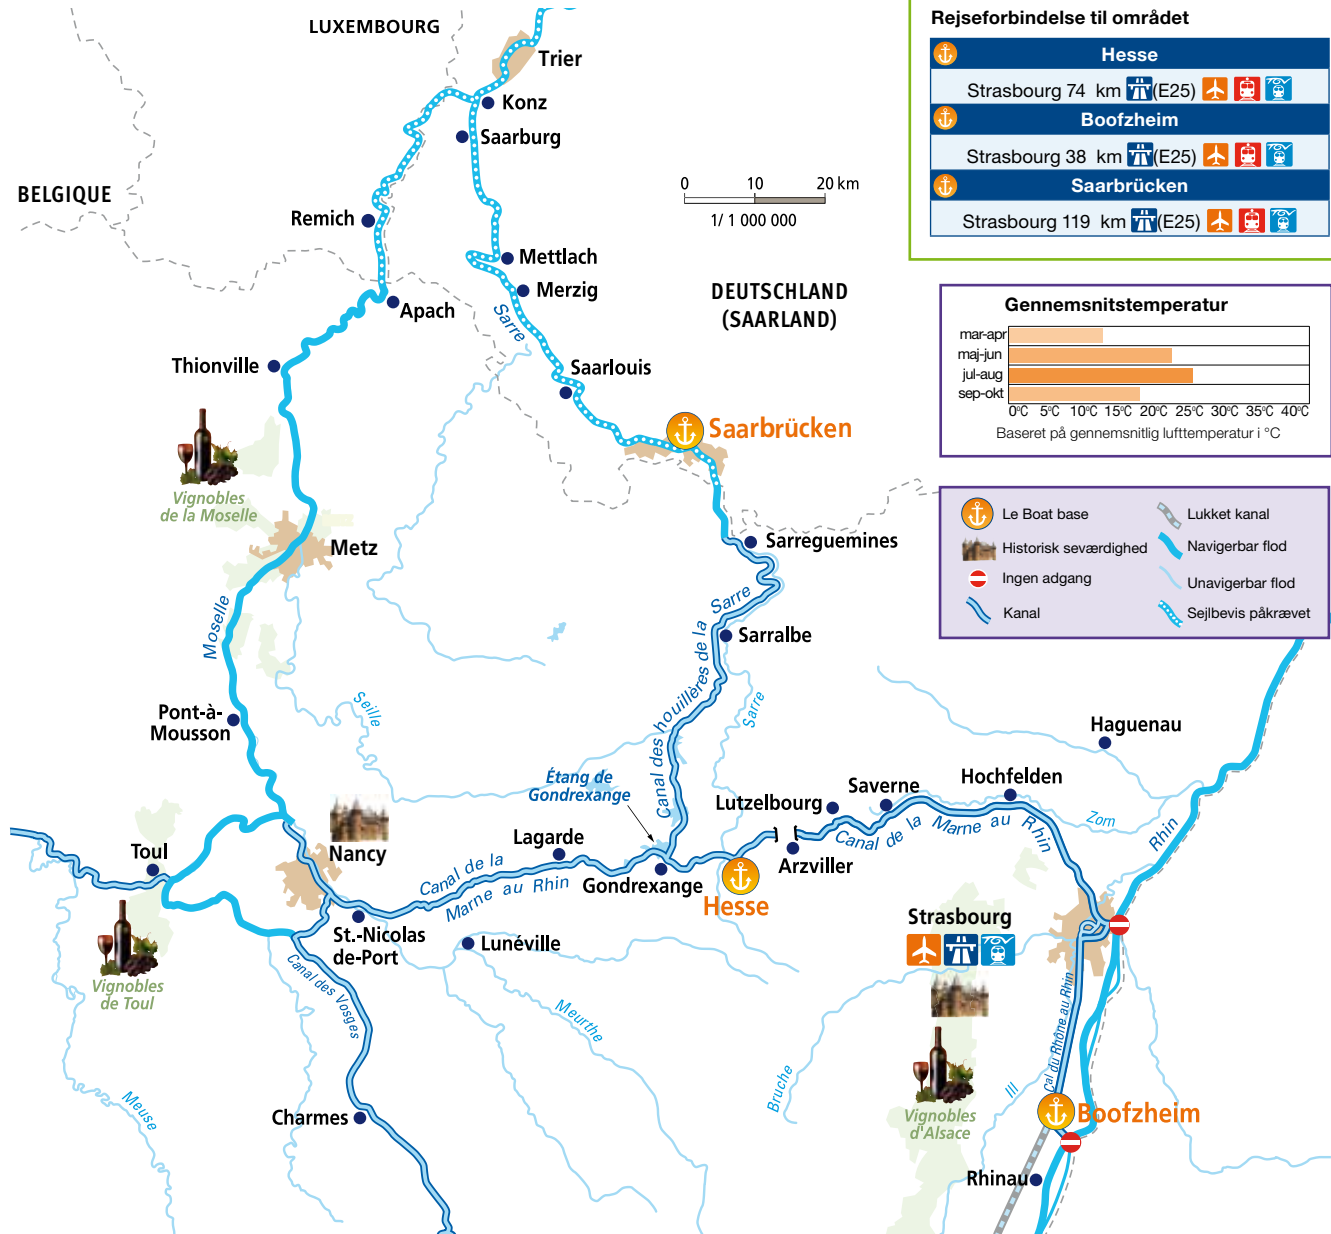 LUXEMBOURG
Trier
Konz
Saarburg
BELGIQUE
Remich
0 10 20 km
1/ 1 000 000
Mettlach
Merzig
Apach
Sarre
DEUTSCHLAND
(SAARLAND)
Thionville
Saarlouis
Saarbrücken
Vignobles
de la Moselle
Metz
Sarreguemines
Moselle
Canal des houillères de la Sarre
Sarralbe
Seille
Sarre
Pont-à-
Mousson
Haguenau
Étang de
Gondrexange
Lutzelbourg
Saverne
Hochfelden
Zorn
Rhin
Canal de la Marne au Rhin
Toul
Nancy
Lagarde
Canal de la
Marne au Rhin
Gondrexange
Arzviller
Hesse
St.-Nicolas
de-Port
Lunéville
Strasbourg
TGV
Vignobles
de Toul
Canal des Vosges
Meurthe
Meuse
Bruche
Ill
Cal du Rhône au Rhin
Charmes
Vignobles
d'Alsace
Boofzheim
Rhinau
Rejseforbindelse til området
Hesse
Strasbourg 74 km (E25) TGV
Boofzheim
Strasbourg 38 km (E25) TGV
Saarbrücken
Strasbourg 119 km (E25) TGV
Gennemsnitstemperatur
mar-apr
maj-jun
jul-aug
sep-okt
0°C 5°C 10°C 15°C 20°C 25°C 30°C 35°C 40°C
Baseret på gennemsnitlig lufttemperatur i °C
Le Boat base
Historisk seværdighed
Ingen adgang
Kanal
Lukket kanal
Navigerbar flod
Unavigerbar flod
Sejlbevis påkrævet